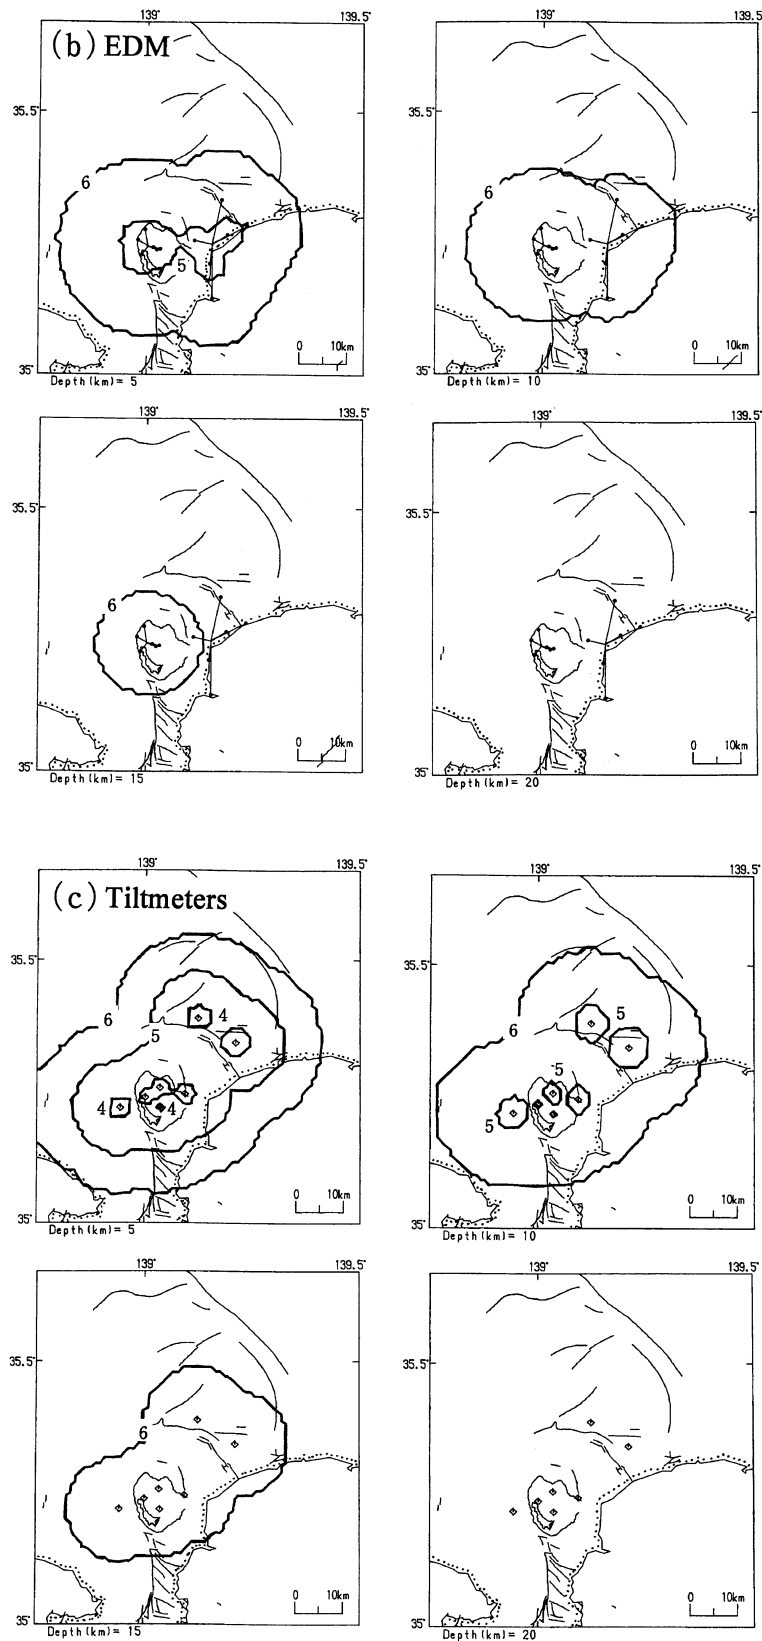 139° 139.5°
(b) EDM
35.5°
6
5
0 10km
35°
Depth (km) = 5
139° 139.5
35.5°
6
0 10km
35°
Depth (km) = 10
139° 139.5°
35.5°
6
0 10km
35°
Depth (km) = 15
139° 139.5°
35.5°
0 10km
35°
Depth (km) = 20
139° 139.5°
(c) Tiltmeters
35.5°
6
5
4
4
4
0 10km
35°
Depth (km) = 5
139° 139.5°
35.5°
6
5
5
5
0 10km
35°
Depth (km) = 10
139° 139.5°
35.5°
6
0 10km
35°
Depth (km) = 15
139° 139.5°
35.5°
0 10km
35°
Depth (km) = 20